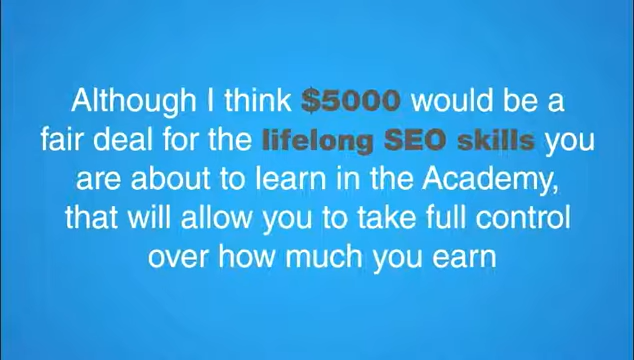 Although I think $5000 would be a
fair deal for the lifelong SEO skills you
are about to learn in the Academy,
that will allow you to take full control
over how much you earn